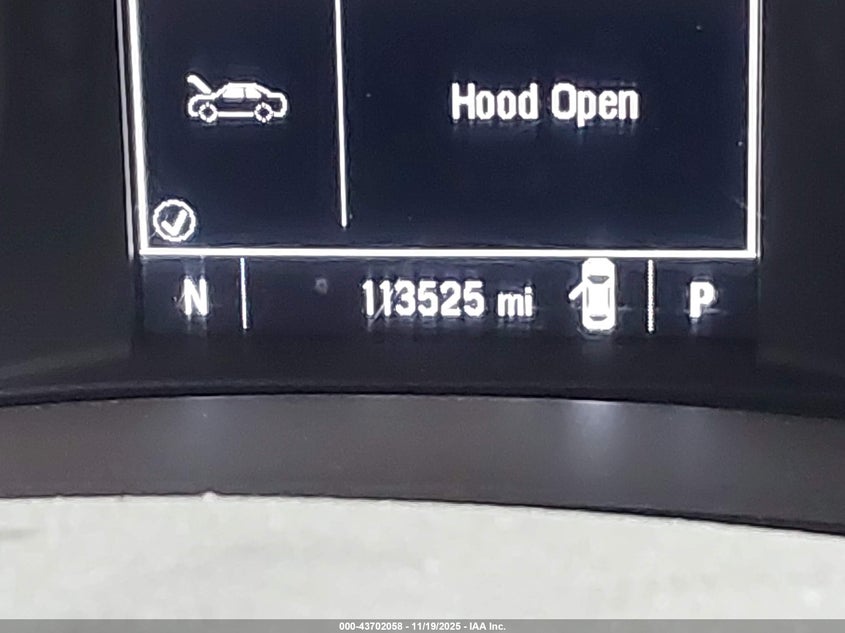 Hood Open
N 113525 mi P
000-43702058 - 11/19/2025 - IAA Inc.